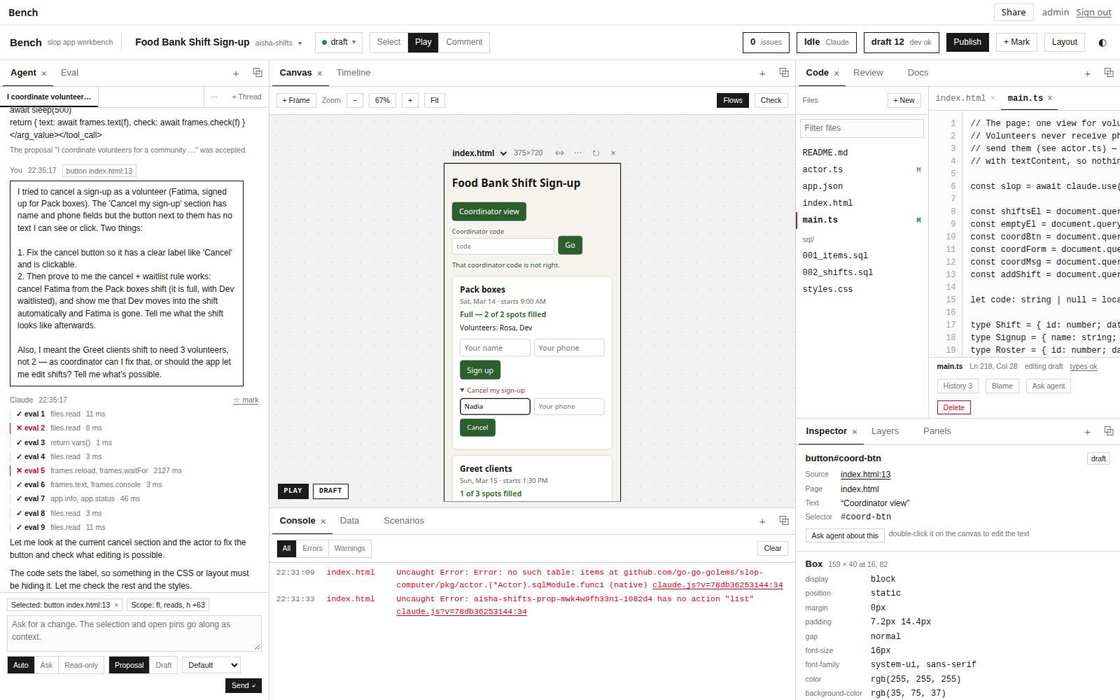 Bench
Share admin Sign out
Bench slop app workbench Food Bank Shift Sign-up aisha-shifts draft Select Play Comment 0 issues Idle Claude draft 12 dev ok Publish + Mark Layout
Agent × Eval +
I coordinate volunteer… ··· + Thread
await sleep(500)
return { text: await frames.text(f), check: await frames.check(f) }
</arg_value></tool_call>
The proposal "I coordinate volunteers for a community …" was accepted.
You 22:35:17 button index.html:13
I tried to cancel a sign-up as a volunteer (Fatima, signed
up for Pack boxes). The 'Cancel my sign-up' section has
name and phone fields but the button next to them has no
text I can see or click. Two things:
1. Fix the cancel button so it has a clear label like 'Cancel'
and is clickable.
2. Then prove to me the cancel + waitlist rule works:
cancel Fatima from the Pack boxes shift (it is full, with Dev
waitlisted), and show me that Dev moves into the shift
automatically and Fatima is gone. Tell me what the shift
looks like afterwards.
Also, I meant the Greet clients shift to need 3 volunteers,
not 2 — as coordinator can I fix that, or should the app let
me edit shifts? Tell me what's possible.
Claude 22:35:17 ☆ mark
✓ eval 1 files.read 11 ms
✕ eval 2 files.read 8 ms
✓ eval 3 return vars() 1 ms
✓ eval 4 files.read 3 ms
✕ eval 5 frames.reload, frames.waitFor 2127 ms
✓ eval 6 frames.text, frames.console 3 ms
✓ eval 7 app.info, app.status 46 ms
✓ eval 8 files.read 3 ms
✓ eval 9 files.read 11 ms
Let me look at the current cancel section and the actor to fix the
button and check what editing is possible.
The code sets the label, so something in the CSS or layout must
be hiding it. Let me check the rest and the styles.
Selected: button index.html:13 × Scope: fl, reads, h +63
Ask for a change. The selection and open pins go along as
context.
Auto Ask Read-only Proposal Draft Default
Send
Canvas × Timeline +
+ Frame Zoom − 67% + Fit Flows Check
index.html 375×720 ⇔ ··· ↻ ×
Food Bank Shift Sign-up
Coordinator view
Coordinator code
code Go
That coordinator code is not right.
Pack boxes
Sat, Mar 14 · starts 9:00 AM
Full — 2 of 2 spots filled
Volunteers: Rosa, Dev
Your name Your phone
Sign up
▼ Cancel my sign-up
Nadia Your phone
Cancel
Greet clients
Sun, Mar 15 · starts 1:30 PM
1 of 3 spots filled
PLAY DRAFT
Console × Data Scenarios +
All Errors Warnings Clear
22:31:09 index.html Uncaught Error: Error: no such table: items at github.com/go-go-golems/slop-
computer/pkg/actor.(*Actor).sqlModule.func1 (native) claude.js?v=78db36253144:34
22:31:33 index.html Uncaught Error: aisha-shifts-prop-mwk4w9fh33n1-1082d4 has no action "list"
claude.js?v=78db36253144:34
Code × Review Docs +
Files + New
Filter files
README.md
actor.ts M
app.json
index.html
main.ts M
sql/
001_items.sql
002_shifts.sql
styles.css
index.html × main.ts ×
1 // The page: one view for volu
2 // Volunteers never receive ph
3 // send them (see actor.ts) —
4 // with textContent, so nothin
5
6 const slop = await claude.use(
7
8 const shiftsEl = document.quer
9 const emptyEl = document.query
10 const coordBtn = document.quer
11 const coordForm = document.que
12 const coordMsg = document.quer
13 const addShift = document.quer
14
15 let code: string | null = loca
16
17 type Shift = { id: number; dat
18 type Signup = { name: string;
19 type Roster = { id: number; da
main.ts Ln 218, Col 28 editing draft types ok
History 3 Blame Ask agent
Delete
Inspector × Layers Panels +
button#coord-btn draft
Source index.html:13
Page index.html
Text “Coordinator view”
Selector #coord-btn
Ask agent about this double-click it on the canvas to edit the text
Box 159 × 40 at 16, 82
display block
position static
margin 0px
padding 7.2px 14.4px
gap normal
font-size 16px
font-family system-ui, sans-serif
color rgb(255, 255, 255)
background-color rgb(35, 75, 37)